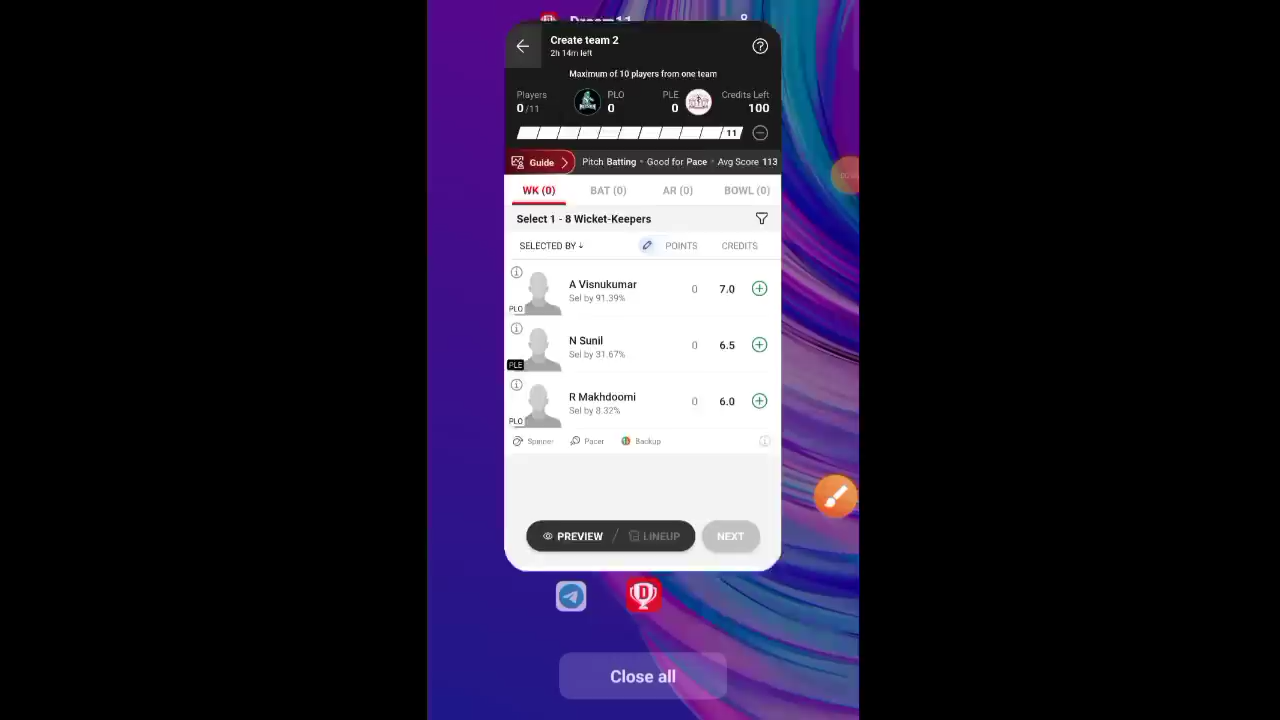 Dream11
Create team 2
2h 14m left
Maximum of 10 players from one team
Players PLO PLE Credits Left
0/11 0 0 100
11
Guide Pitch Batting Good for Pace Avg Score 113
WK (0) BAT (0) AR (0) BOWL (0)
Select 1 - 8 Wicket-Keepers
SELECTED BY ↓ POINTS CREDITS
A Visnukumar 0 7.0
Sel by 91.39%
PLO
N Sunil 0 6.5
Sel by 31.67%
PLE
R Makhdoomi 0 6.0
Sel by 8.32%
PLO
Spinner Pacer Backup
PREVIEW / LINEUP NEXT
D
Close all